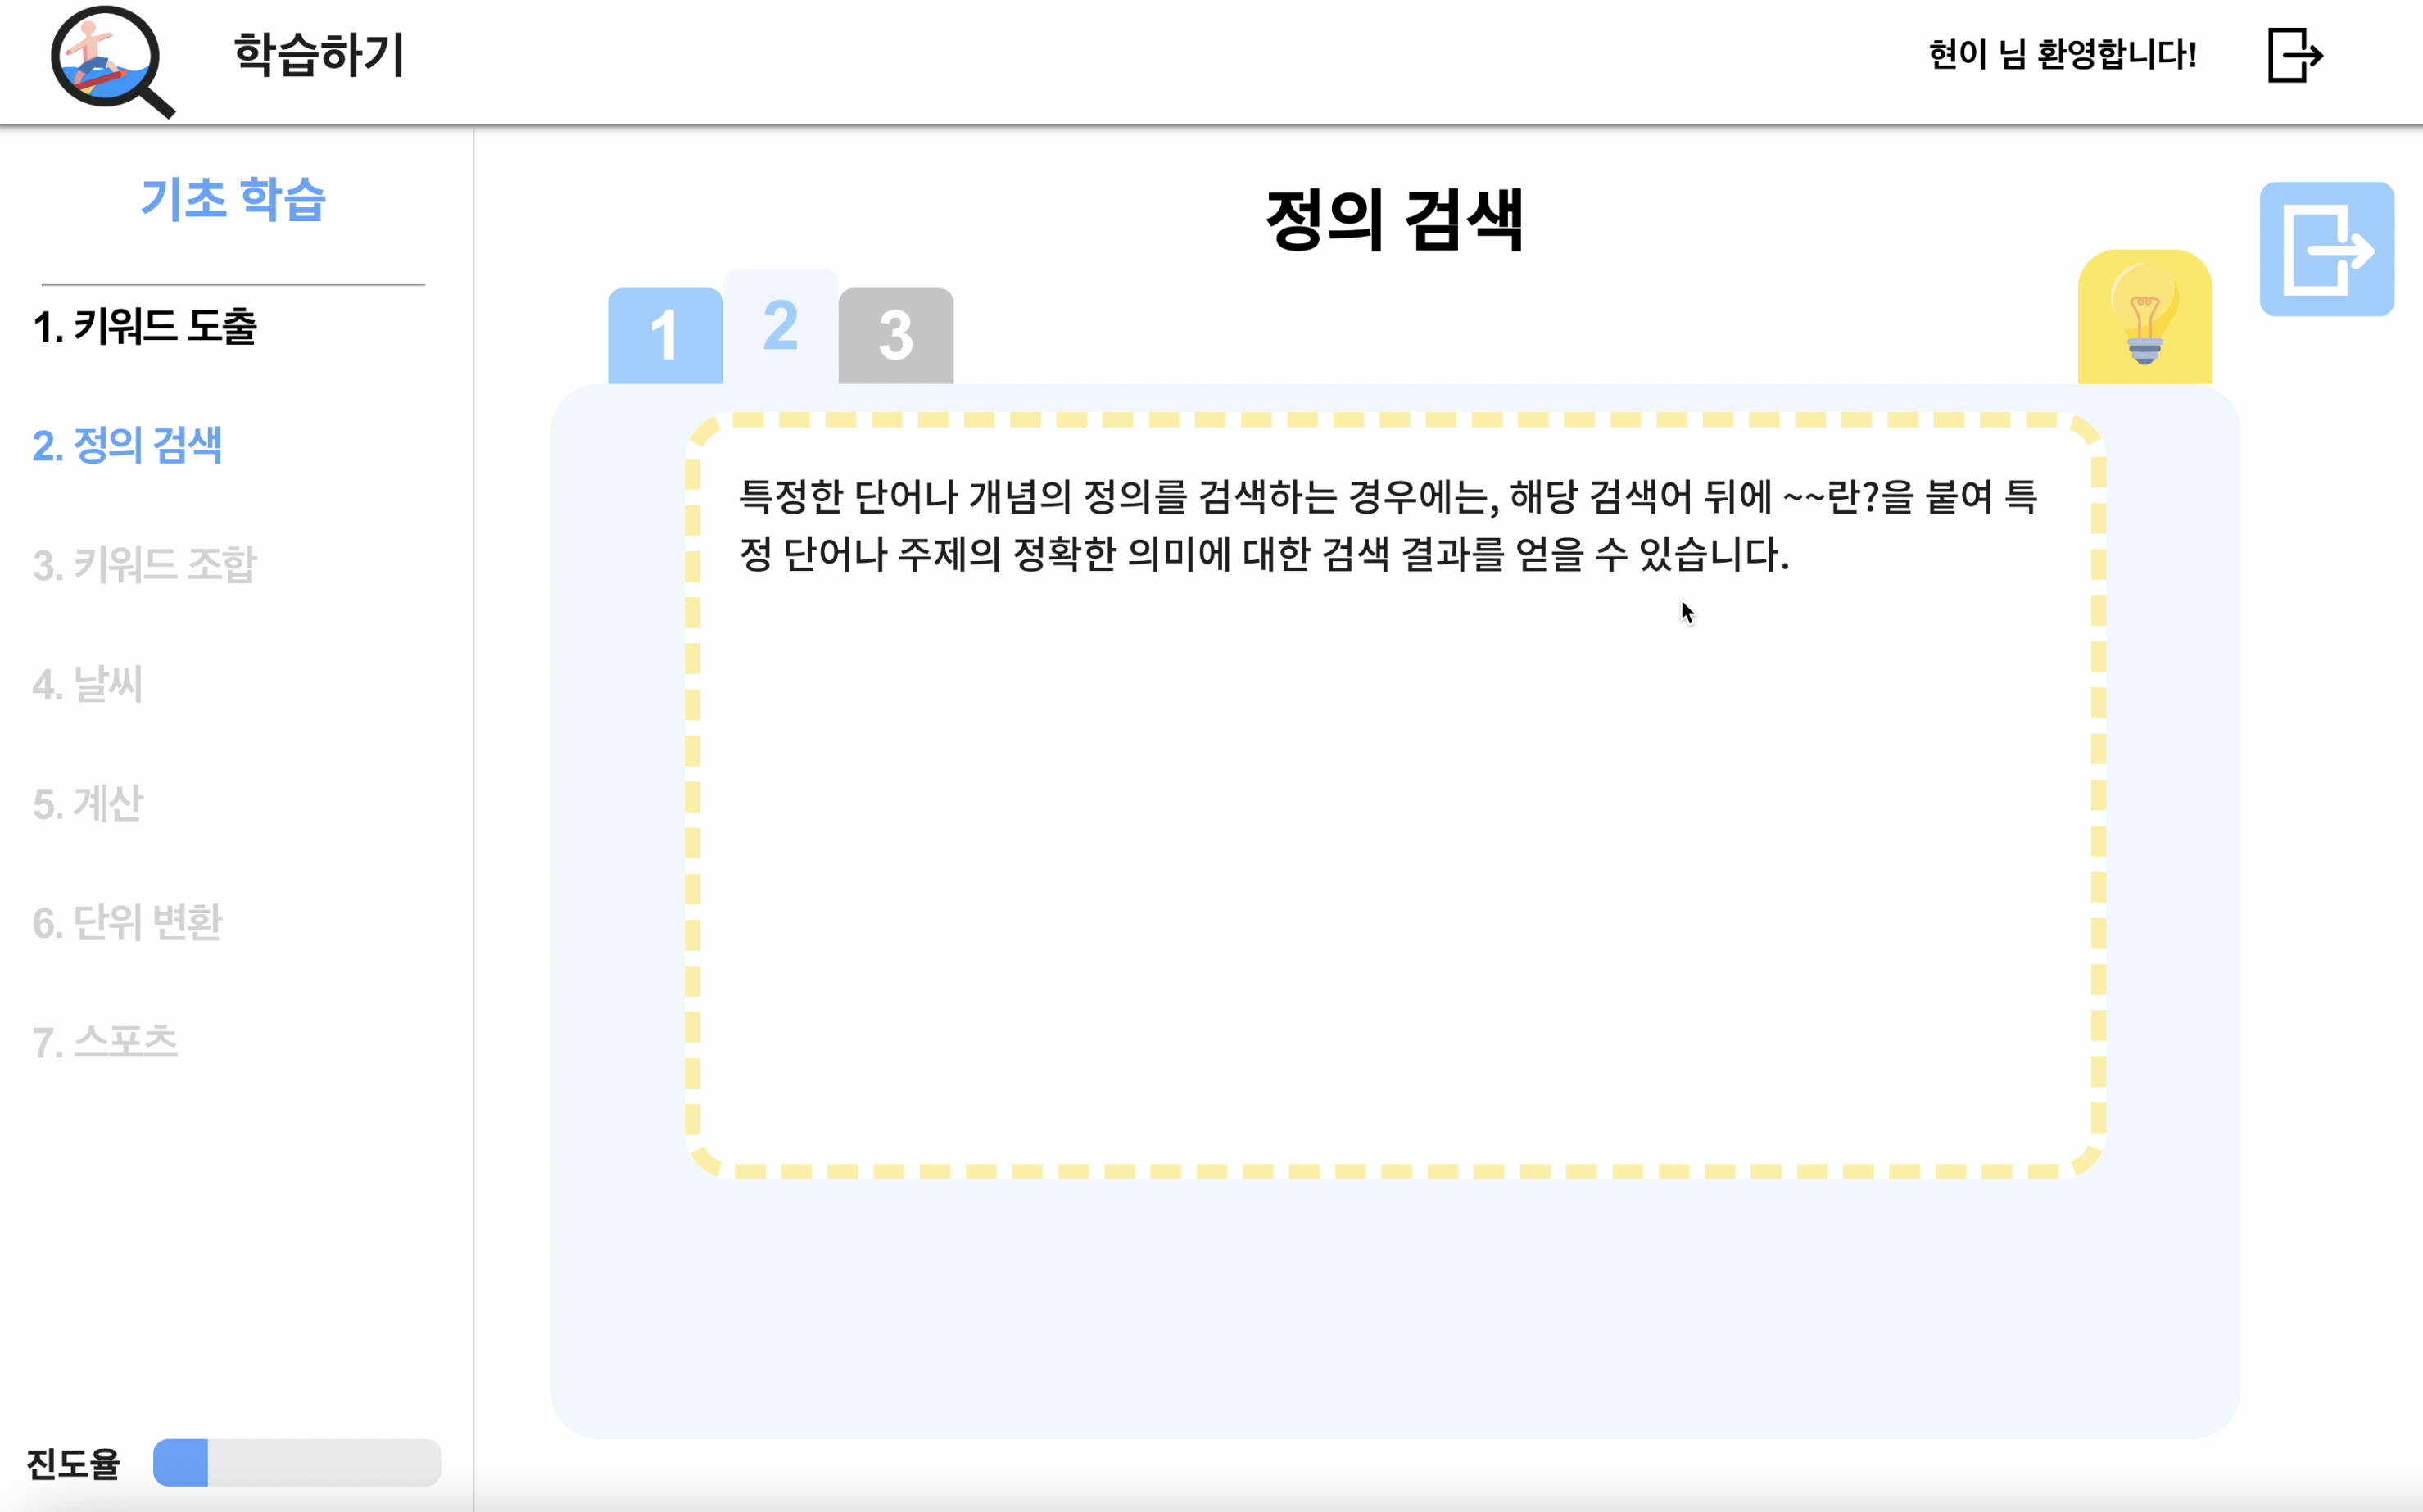 학습하기
현이 님 환영합니다!
기초 학습
1. 키워드 도출
2. 정의 검색
3. 키워드 조합
4. 날씨
5. 계산
6. 단위 변환
7. 스포츠
진도율
정의 검색
1 2 3
특정한 단어나 개념의 정의를 검색하는 경우에는, 해당 검색어 뒤에 ~~란?을 붙여 특
정 단어나 주제의 정확한 의미에 대한 검색 결과를 얻을 수 있습니다.